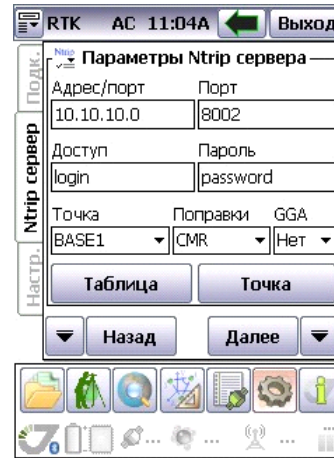 RTK AC 11:04A Выход
Ntrip Параметры Ntrip сервера
Подк.
Ntrip сервер
Настр.
Адрес/порт Порт
10.10.10.0 8002
Доступ Пароль
login password
Точка Поправки GGA
BASE1 CMR Нет
Таблица Точка
Назад Далее
... ... ...